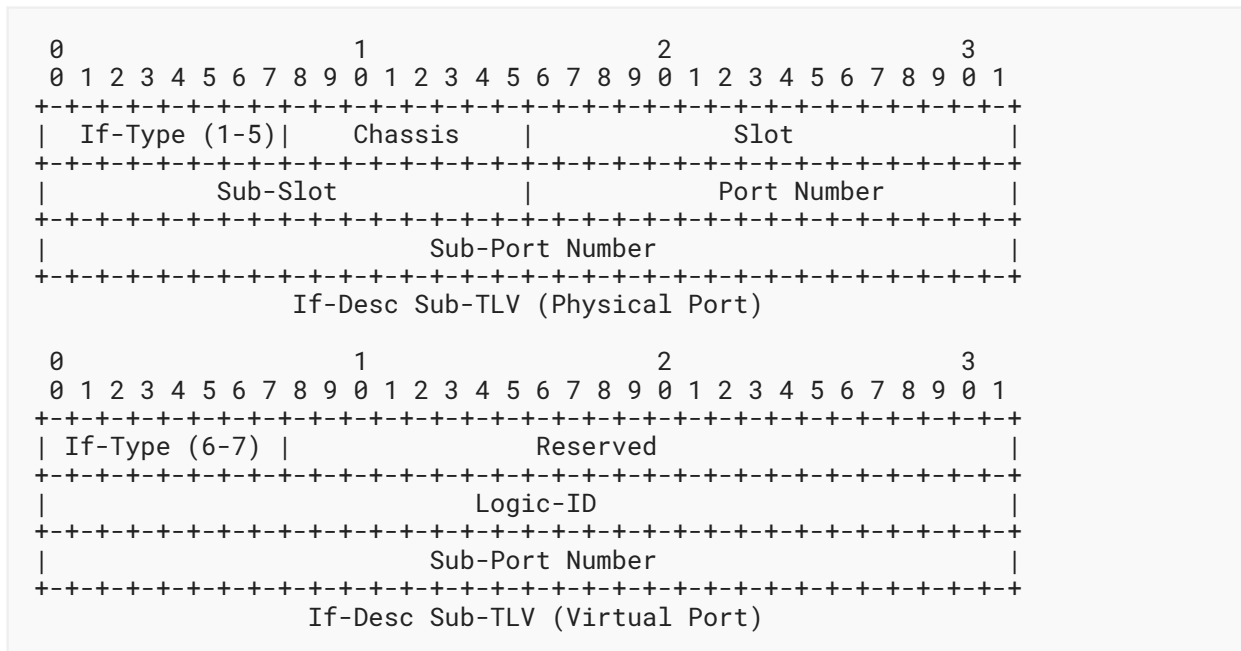 0                   1                   2                   3
 0 1 2 3 4 5 6 7 8 9 0 1 2 3 4 5 6 7 8 9 0 1 2 3 4 5 6 7 8 9 0 1
+-+-+-+-+-+-+-+-+-+-+-+-+-+-+-+-+-+-+-+-+-+-+-+-+-+-+-+-+-+-+-+-+
|  If-Type (1-5)|    Chassis    |             Slot              |
+-+-+-+-+-+-+-+-+-+-+-+-+-+-+-+-+-+-+-+-+-+-+-+-+-+-+-+-+-+-+-+-+
|           Sub-Slot            |            Port Number        |
+-+-+-+-+-+-+-+-+-+-+-+-+-+-+-+-+-+-+-+-+-+-+-+-+-+-+-+-+-+-+-+-+
|                         Sub-Port Number                       |
+-+-+-+-+-+-+-+-+-+-+-+-+-+-+-+-+-+-+-+-+-+-+-+-+-+-+-+-+-+-+-+-+
                If-Desc Sub-TLV (Physical Port)

 0                   1                   2                   3
 0 1 2 3 4 5 6 7 8 9 0 1 2 3 4 5 6 7 8 9 0 1 2 3 4 5 6 7 8 9 0 1
+-+-+-+-+-+-+-+-+-+-+-+-+-+-+-+-+-+-+-+-+-+-+-+-+-+-+-+-+-+-+-+-+
| If-Type (6-7) |                Reserved                       |
+-+-+-+-+-+-+-+-+-+-+-+-+-+-+-+-+-+-+-+-+-+-+-+-+-+-+-+-+-+-+-+-+
|                            Logic-ID                           |
+-+-+-+-+-+-+-+-+-+-+-+-+-+-+-+-+-+-+-+-+-+-+-+-+-+-+-+-+-+-+-+-+
|                         Sub-Port Number                       |
+-+-+-+-+-+-+-+-+-+-+-+-+-+-+-+-+-+-+-+-+-+-+-+-+-+-+-+-+-+-+-+-+
                 If-Desc Sub-TLV (Virtual Port)